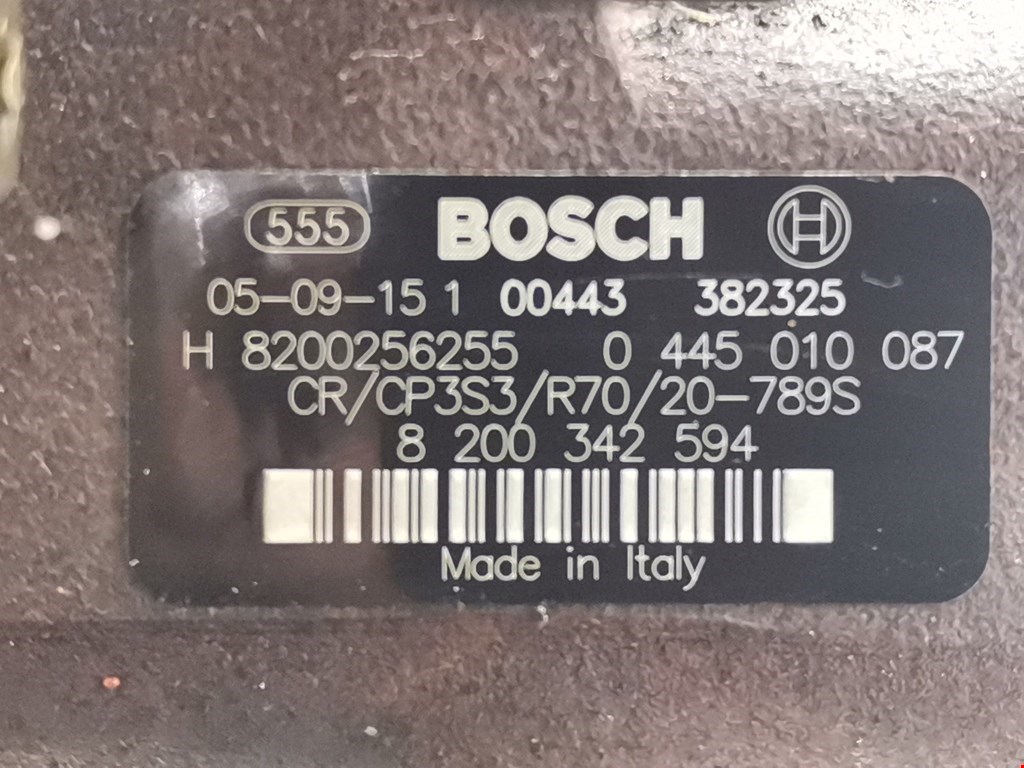 555 BOSCH H
05-09-15 1 00443 382325
H 8200256255 0 445 010 087
CR/CP3S3/R70/20-789S
8 200 342 594
Made in Italy